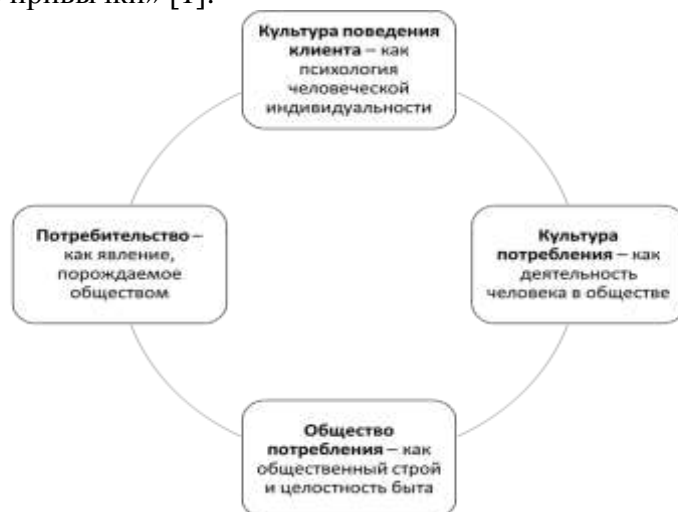 привычки» [1].
Культура поведения
клиента – как
психология
человеческой
индивидуальности
Потребительство –
как явление,
порождаемое
обществом
Культура
потребления – как
деятельность
человека в обществе
Общество
потребления – как
общественный строй
и целостность быта